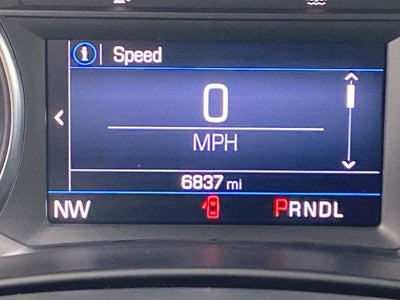 i Speed
0
MPH
6837 mi
NW PRNDL